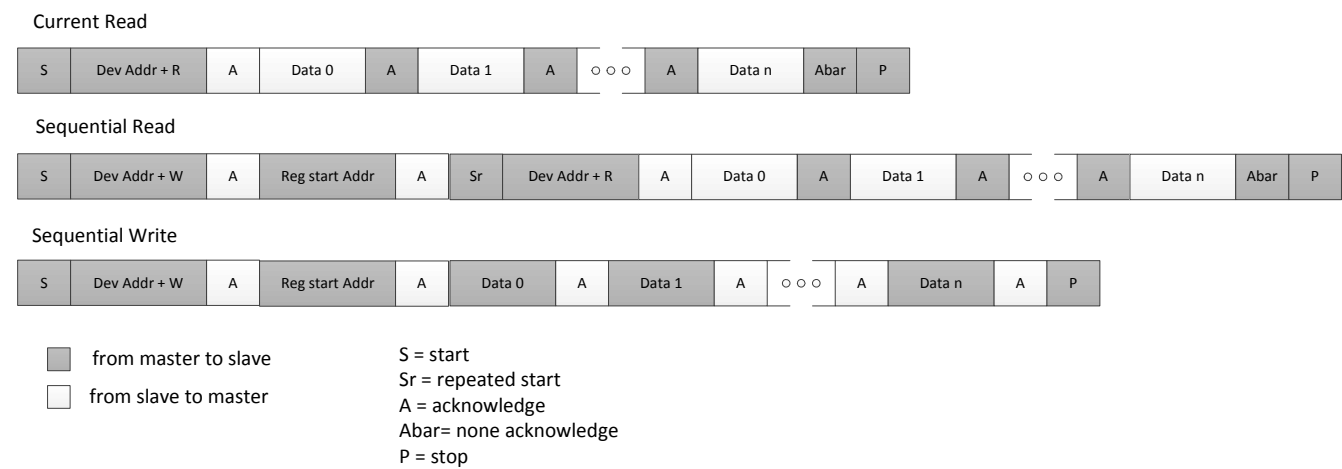 Current Read
S Dev Addr + R A Data 0 A Data 1 A ○ ○ ○ A Data n Abar P
Sequential Read
S Dev Addr + W A Reg start Addr A Sr Dev Addr + R A Data 0 A Data 1 A ○ ○ ○ A Data n Abar P
Sequential Write
S Dev Addr + W A Reg start Addr A Data 0 A Data 1 A ○ ○ ○ A Data n A P
from master to slave
from slave to master
S = start
Sr = repeated start
A = acknowledge
Abar= none acknowledge
P = stop